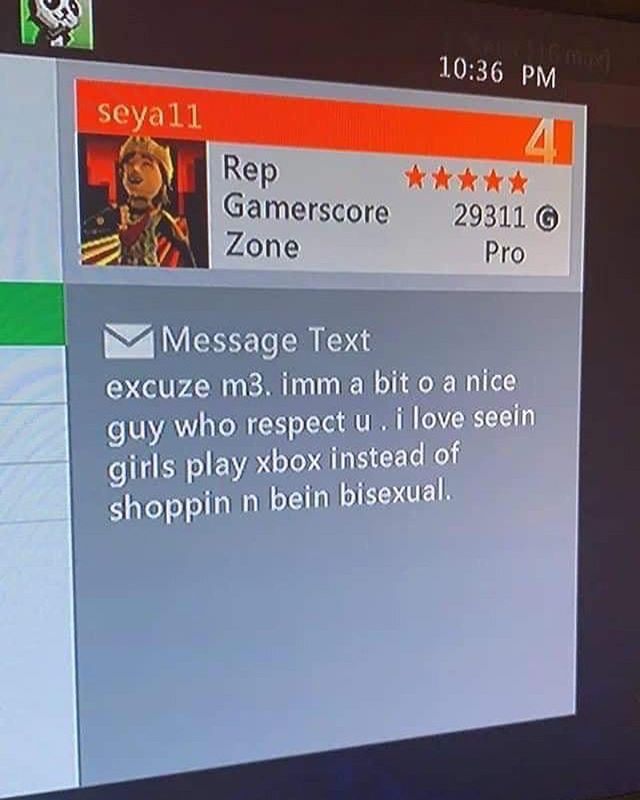 10:36 PM
seya11
4
Rep
Gamerscore 29311 G
Zone Pro
Message Text
excuze m3. imm a bit o a nice
guy who respect u . i love seein
girls play xbox instead of
shoppin n bein bisexual.